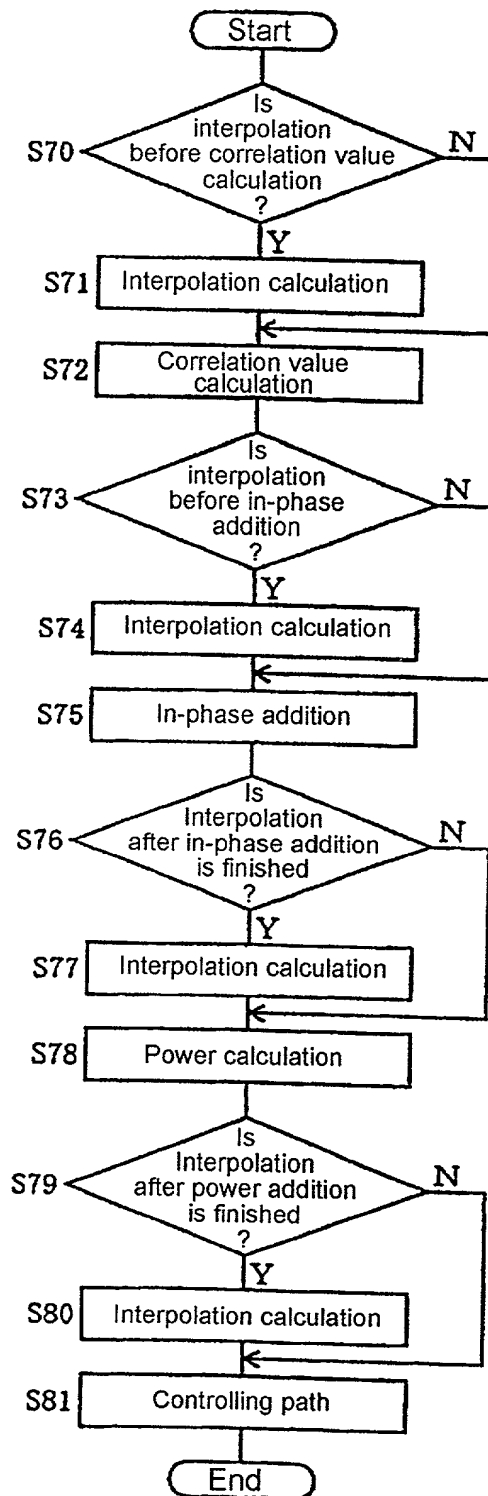 Start
Is
interpolation
before correlation value
calculation
?
S70
N
Y
S71
Interpolation calculation
S72
Correlation value
calculation
Is
interpolation
before in-phase
addition
?
S73
N
Y
S74
Interpolation calculation
S75
In-phase addition
Is
Interpolation
after in-phase addition
is finished
?
S76
N
Y
S77
Interpolation calculation
S78
Power calculation
Is
Interpolation
after power addition
is finished
?
S79
N
Y
S80
Interpolation calculation
S81
Controlling path
End